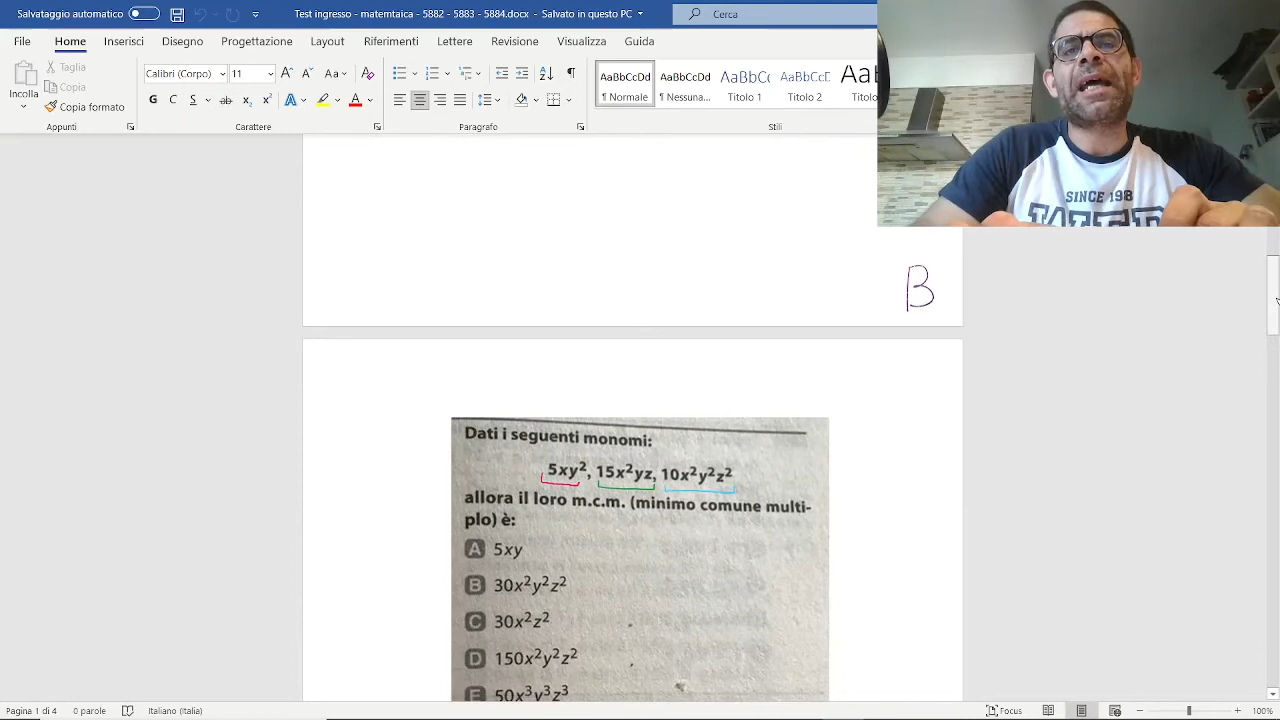 Salvataggio automatico
Test ingresso - mate - 5882 - 5883 - 5884.docx - Salvato in questo PC
Cerca
File Home Inserisci Disegno Progettazione Layout Riferimenti Lettere Revisione Visualizza Guida
Incolla
Taglia
Copia
Copia formato
Calibri (Corpo) 11
G
AaBbCcDd AaBbCcDd AaBbCc AaBbCcD
¶ Normale ¶ Nessuna... Titolo 1 Titolo 2 Titolo
Appunti Carattere Paragrafo Stili
SINCE 198
B
Dati i seguenti monomi:
5xy², 15x²yz, 10x²y²z²
allora il loro m.c.m. (minimo comune multi-
plo) è:
A 5xy
B 30x²y²z²
C 30x²z²
D 150x²y²z²
E 50x³y³z³
Pagina 1 di 4 0 parole Italiano (Italia) Focus 100%